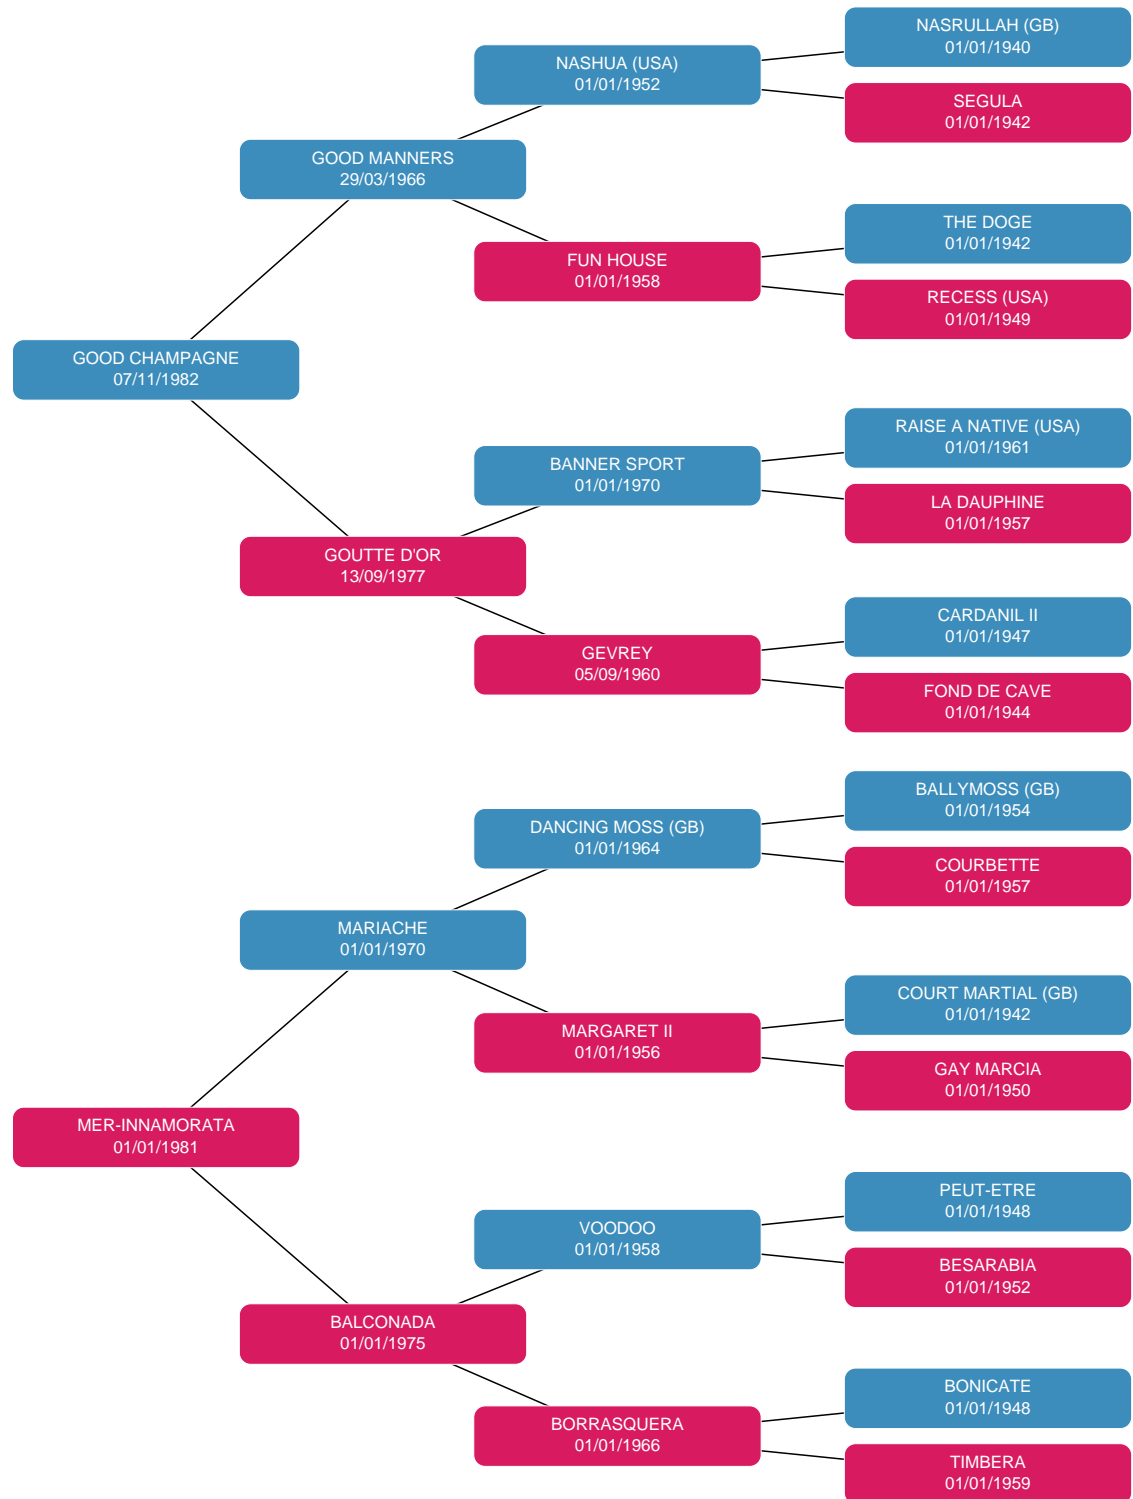 NASRULLAH (GB)
01/01/1940
NASHUA (USA)
01/01/1952
SEGULA
01/01/1942
GOOD MANNERS
29/03/1966
THE DOGE
01/01/1942
FUN HOUSE
01/01/1958
RECESS (USA)
01/01/1949
GOOD CHAMPAGNE
07/11/1982
RAISE A NATIVE (USA)
01/01/1961
BANNER SPORT
01/01/1970
LA DAUPHINE
01/01/1957
GOUTTE D'OR
13/09/1977
CARDANIL II
01/01/1947
GEVREY
05/09/1960
FOND DE CAVE
01/01/1944
BALLYMOSS (GB)
01/01/1954
DANCING MOSS (GB)
01/01/1964
COURBETTE
01/01/1957
MARIACHE
01/01/1970
COURT MARTIAL (GB)
01/01/1942
MARGARET II
01/01/1956
GAY MARCIA
01/01/1950
MER-INNAMORATA
01/01/1981
PEUT-ETRE
01/01/1948
VOODOO
01/01/1958
BESARABIA
01/01/1952
BALCONADA
01/01/1975
BONICATE
01/01/1948
BORRASQUERA
01/01/1966
TIMBERA
01/01/1959